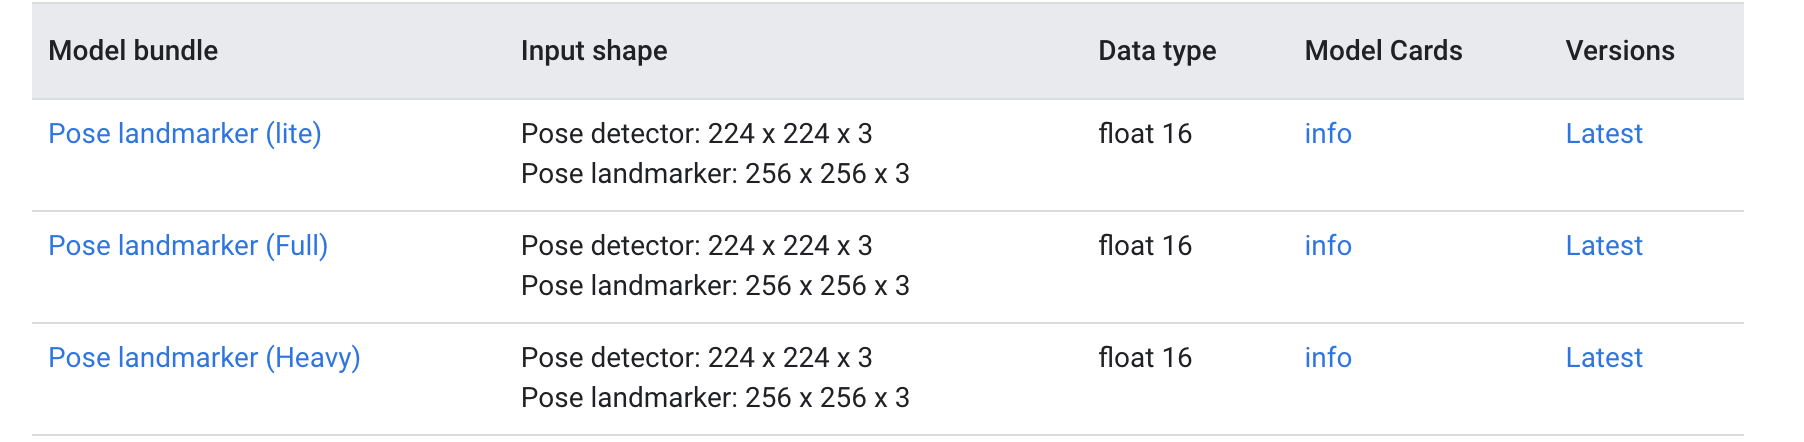 Model bundle Input shape Data type Model Cards Versions
Pose landmarker (lite) Pose detector: 224 x 224 x 3 float 16 info Latest
Pose landmarker: 256 x 256 x 3
Pose landmarker (Full) Pose detector: 224 x 224 x 3 float 16 info Latest
Pose landmarker: 256 x 256 x 3
Pose landmarker (Heavy) Pose detector: 224 x 224 x 3 float 16 info Latest
Pose landmarker: 256 x 256 x 3